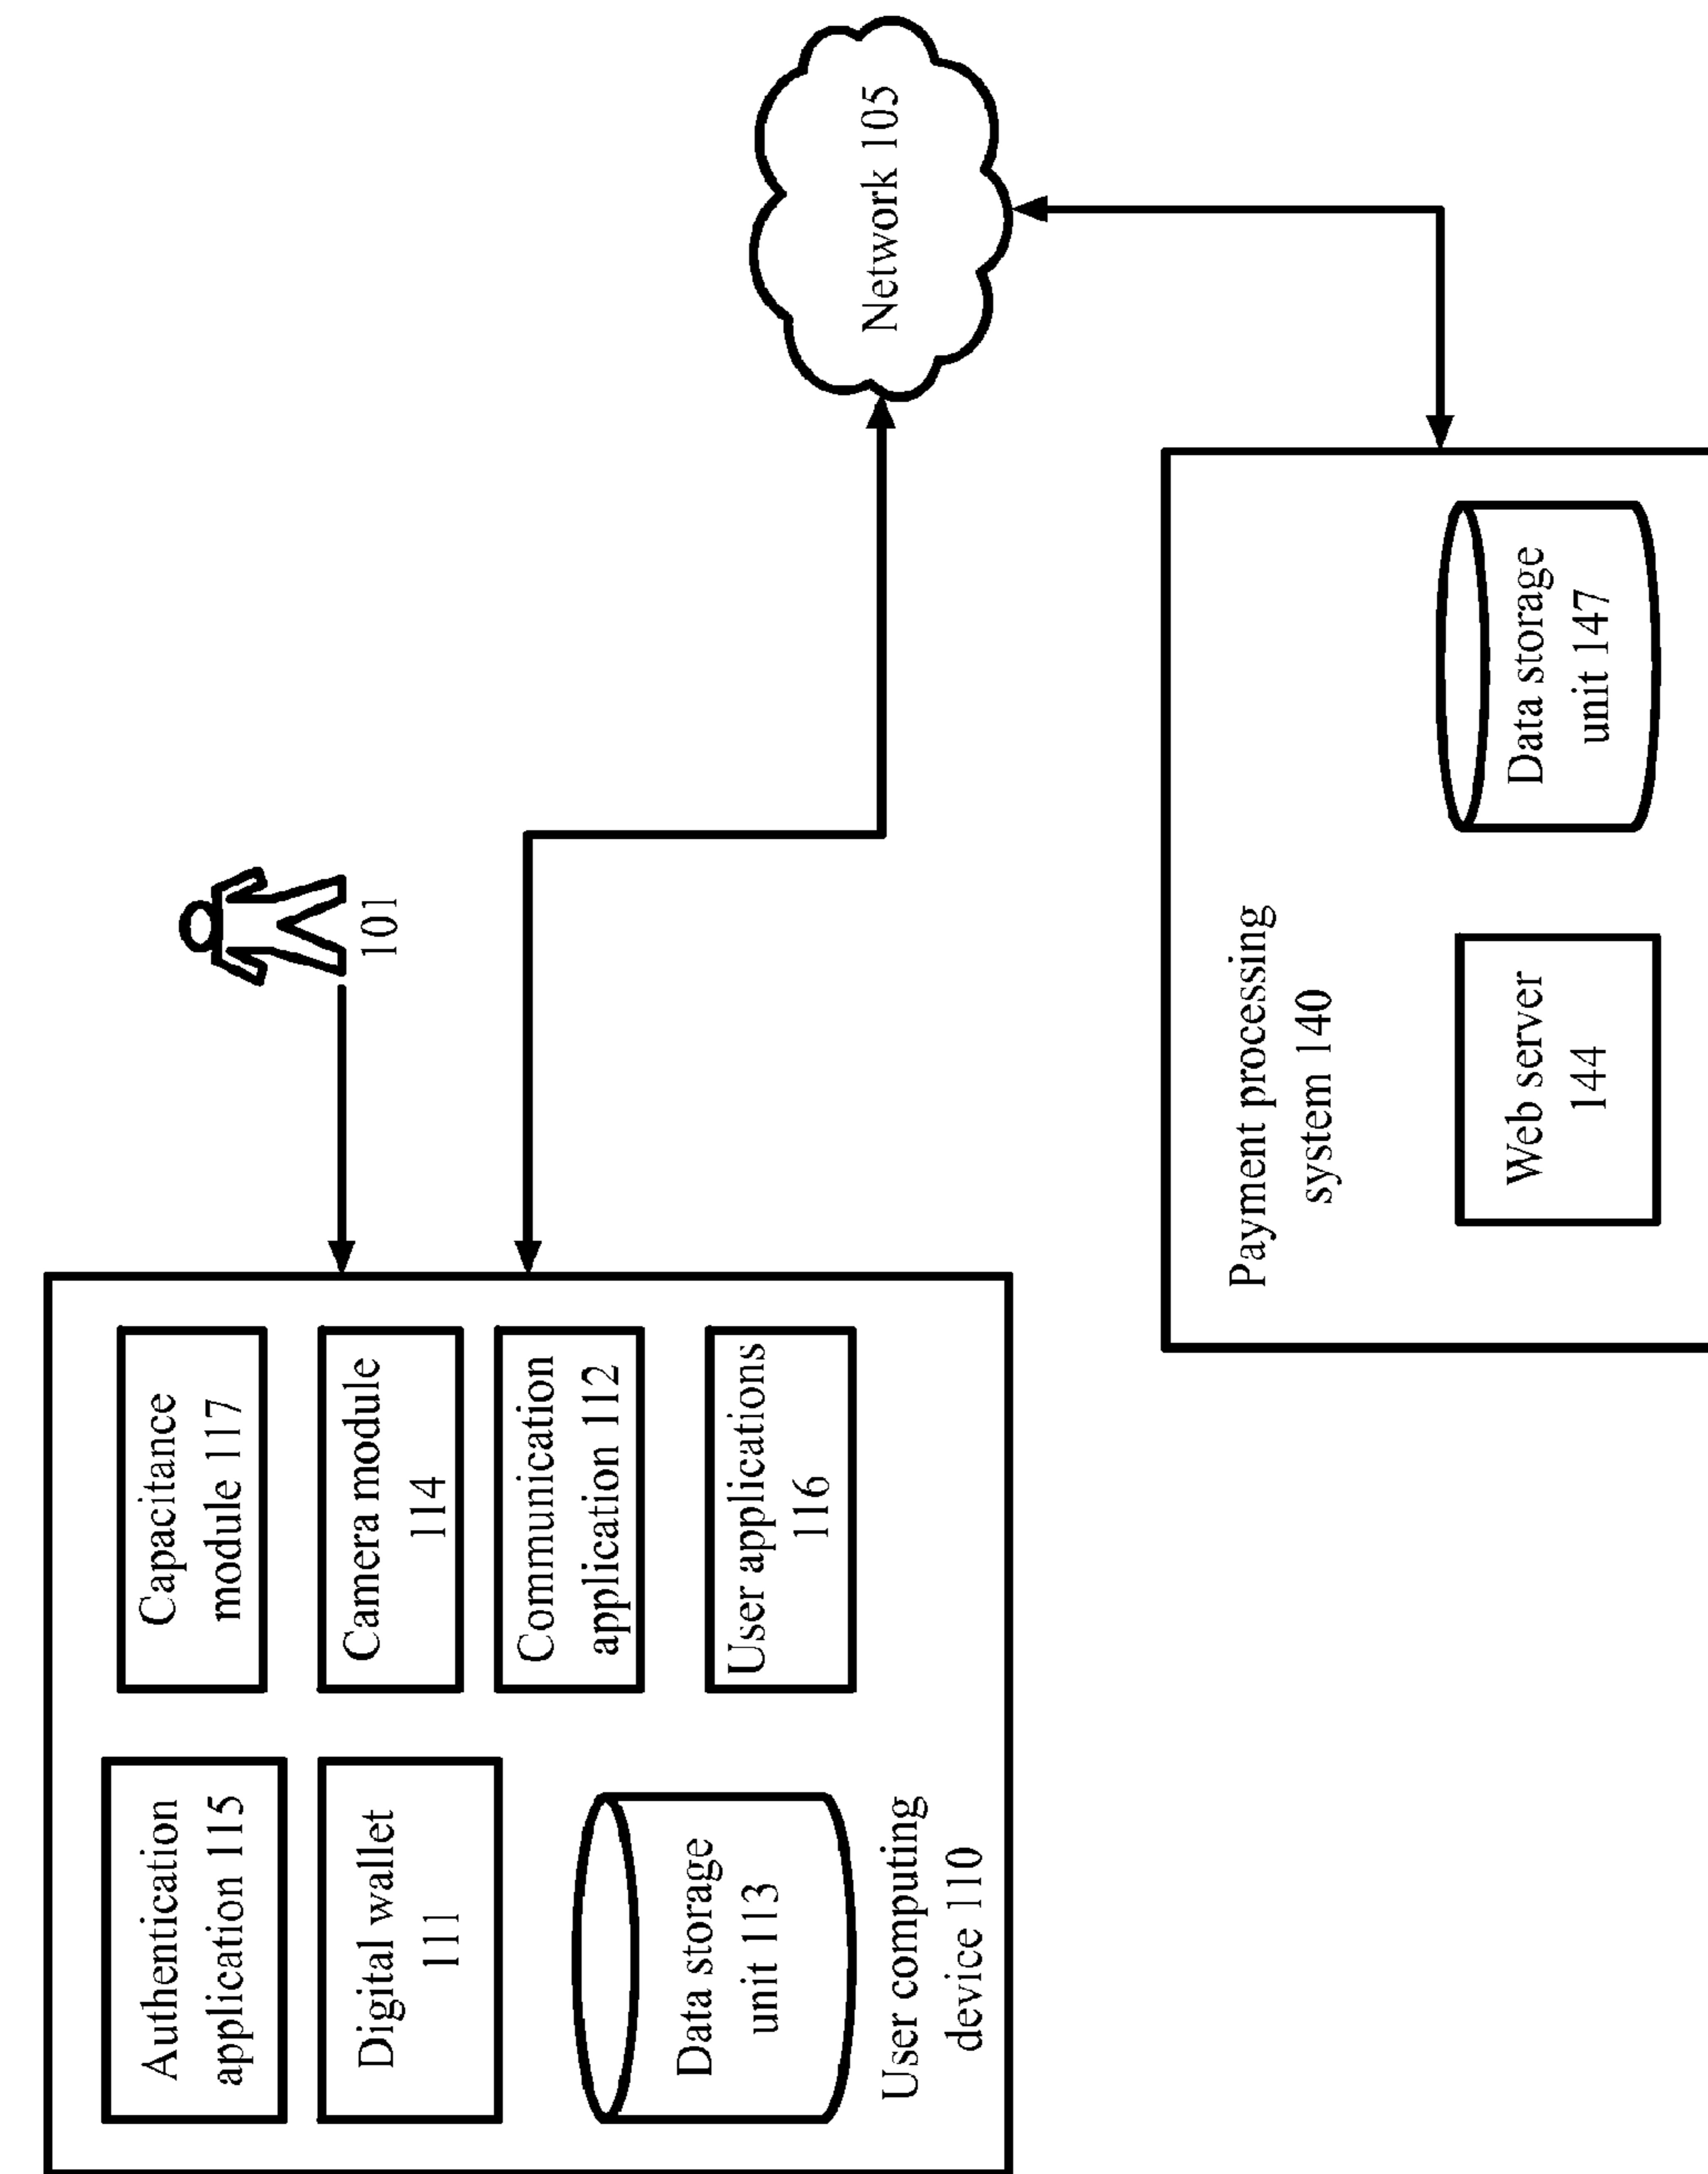 Authentication
application 115
Capacitance
module 117
Digital wallet
111
Camera module
114
Communication
application 112
Data storage
unit 113
User applications
116
User computing
device 110
101
Network 105
Payment processing
system 140
Web server
144
Data storage
unit 147